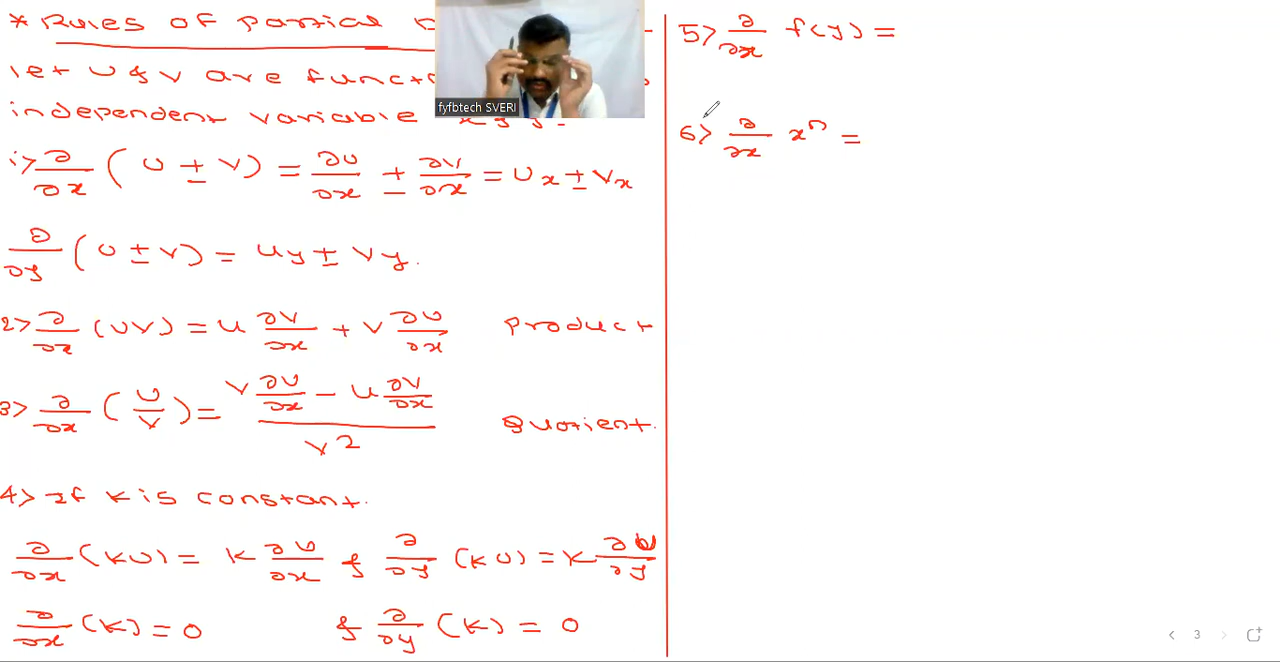 * Rules of partial
let u & v are funct
independent variable x & y.
1> ∂/∂x (u ± v) = ∂u/∂x ± ∂v/∂x = ux ± vx
∂/∂y (u ± v) = uy ± vy.
2> ∂/∂x (uv) = u ∂v/∂x + v ∂u/∂x product
3> ∂/∂x (u/v) = (v ∂u/∂x - u ∂v/∂x)/v2 Quotient.
4> If K is constant.
∂/∂x (KU) = K ∂U/∂x & ∂/∂y (KU) = K ∂U/∂y
∂/∂x (K) = 0 & ∂/∂y (K) = 0
5> ∂/∂x f(y) =
6> ∂/∂x xⁿ =
fyfbtech SVERI
3